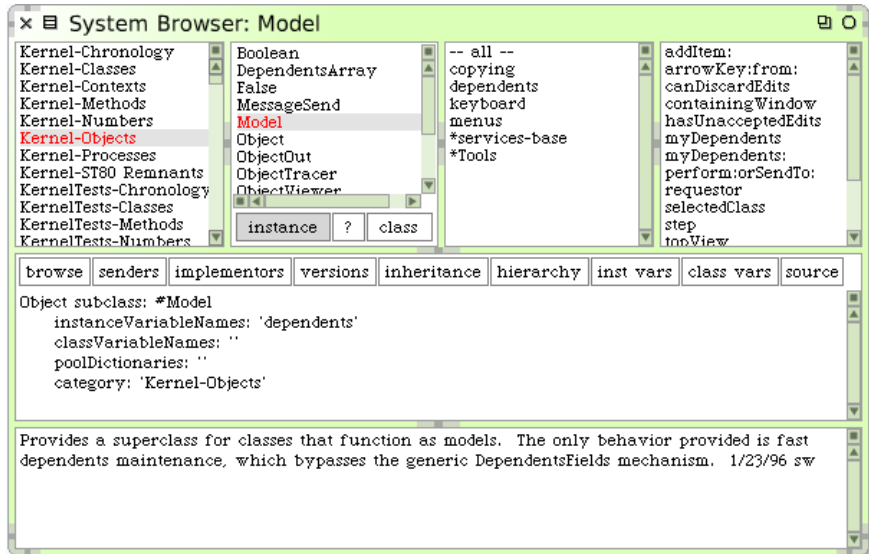 System Browser: Model
Kernel-Chronology
Kernel-Classes
Kernel-Contexts
Kernel-Methods
Kernel-Numbers
Kernel-Objects
Kernel-Processes
Kernel-ST80 Remnants
KernelTests-Chronology
KernelTests-Classes
KernelTests-Methods
KernelTests-Numbers
Boolean
DependentsArray
False
MessageSend
Model
Object
ObjectOut
ObjectTracer
ObjectViewer
instance ? class
-- all --
copying
dependents
keyboard
menus
*services-base
*Tools
addItem:
arrowKey:from:
canDiscardEdits
containingWindow
hasUnacceptedEdits
myDependents
myDependents:
perform:orSendTo:
requestor
selectedClass
step
topView
browse senders implementors versions inheritance hierarchy inst vars class vars source
Object subclass: #Model
instanceVariableNames: 'dependents'
classVariableNames: ''
poolDictionaries: ''
category: 'Kernel-Objects'
Provides a superclass for classes that function as models. The only behavior provided is fast
dependents maintenance, which bypasses the generic DependentsFields mechanism. 1/23/96 sw